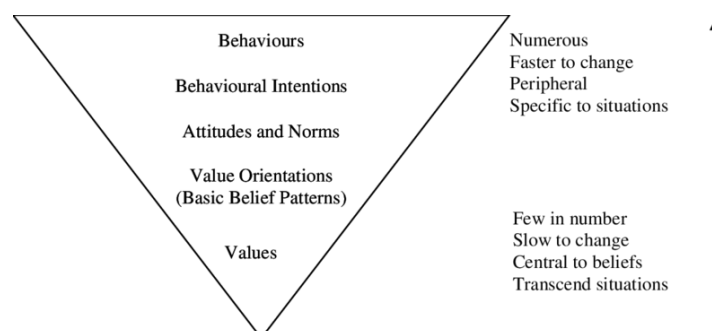 Behaviours
Behavioural Intentions
Attitudes and Norms
Value Orientations
(Basic Belief Patterns)
Values
Numerous
Faster to change
Peripheral
Specific to situations
Few in number
Slow to change
Central to beliefs
Transcend situations